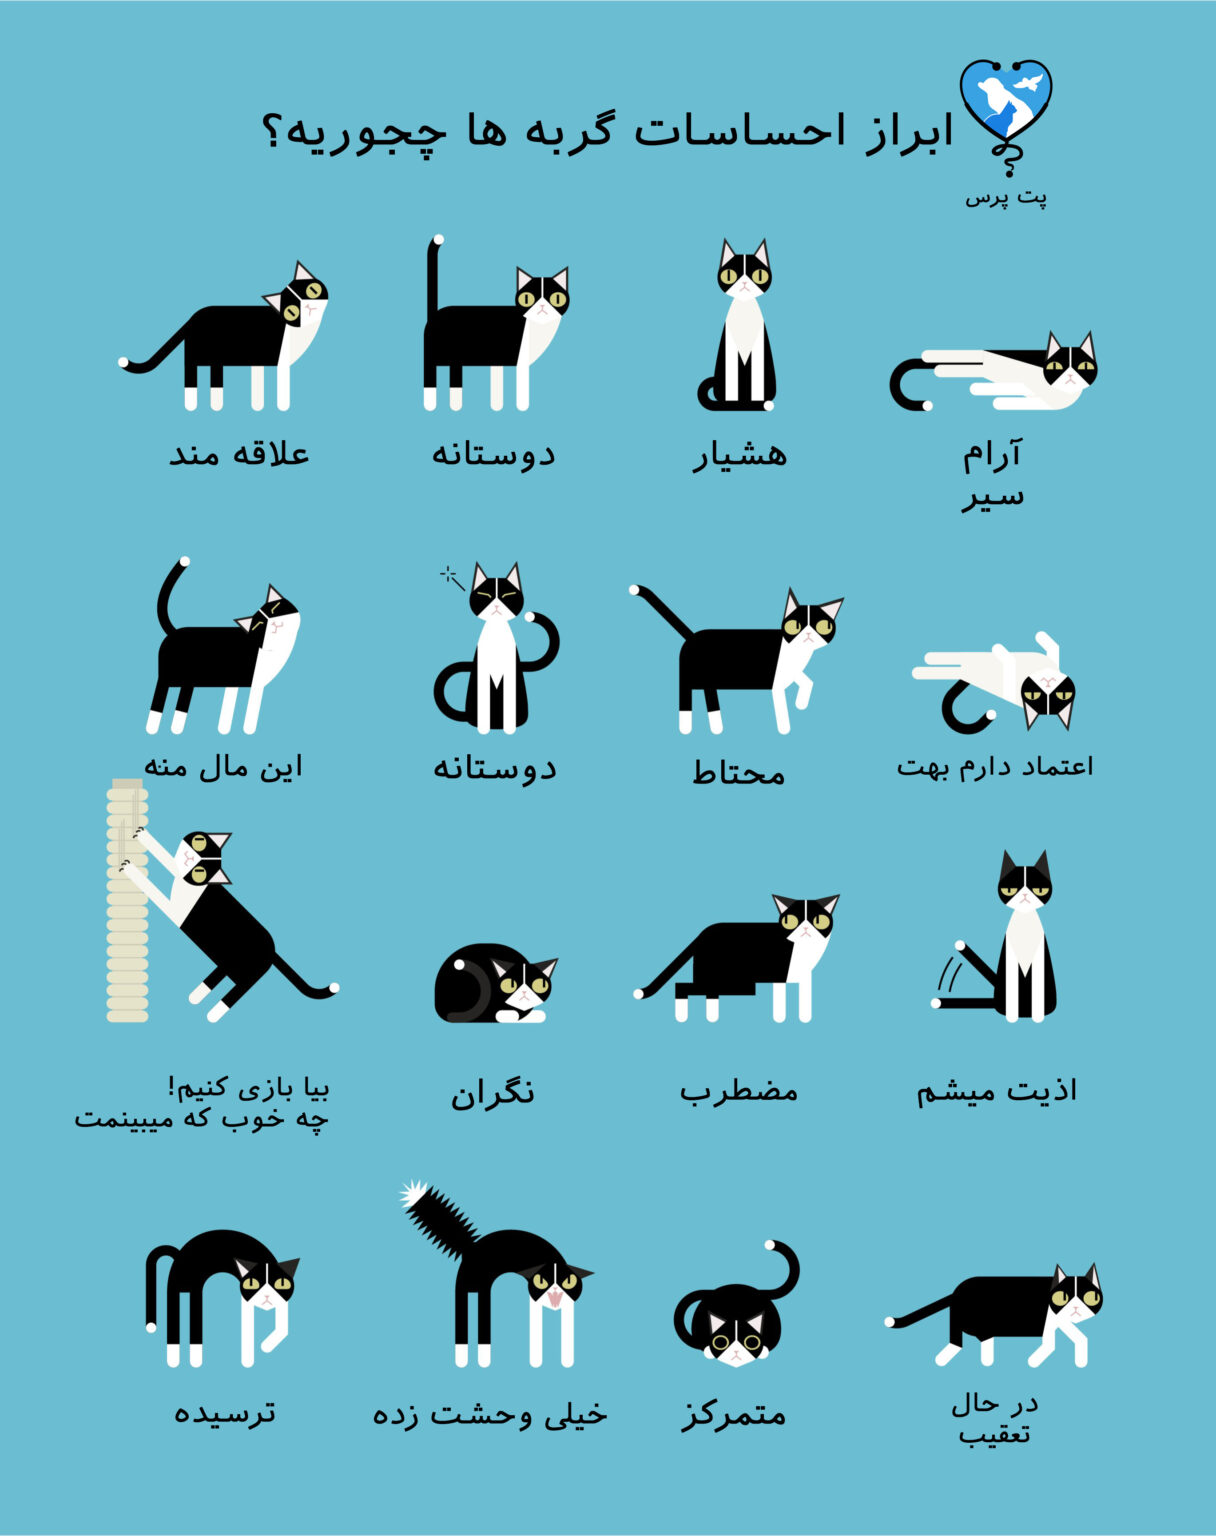 ابراز احساسات گربه ها چجوریه؟
پت پرس
آرام
سیر
هشیار
دوستانه
علاقه مند
اعتماد دارم بهت
محتاط
دوستانه
این مال منه
اذیت میشم
مضطرب
نگران
بیا بازی کنیم!
چه خوب که میبینمت
در حال
تعقیب
متمرکز
خیلی وحشت زده
ترسیده